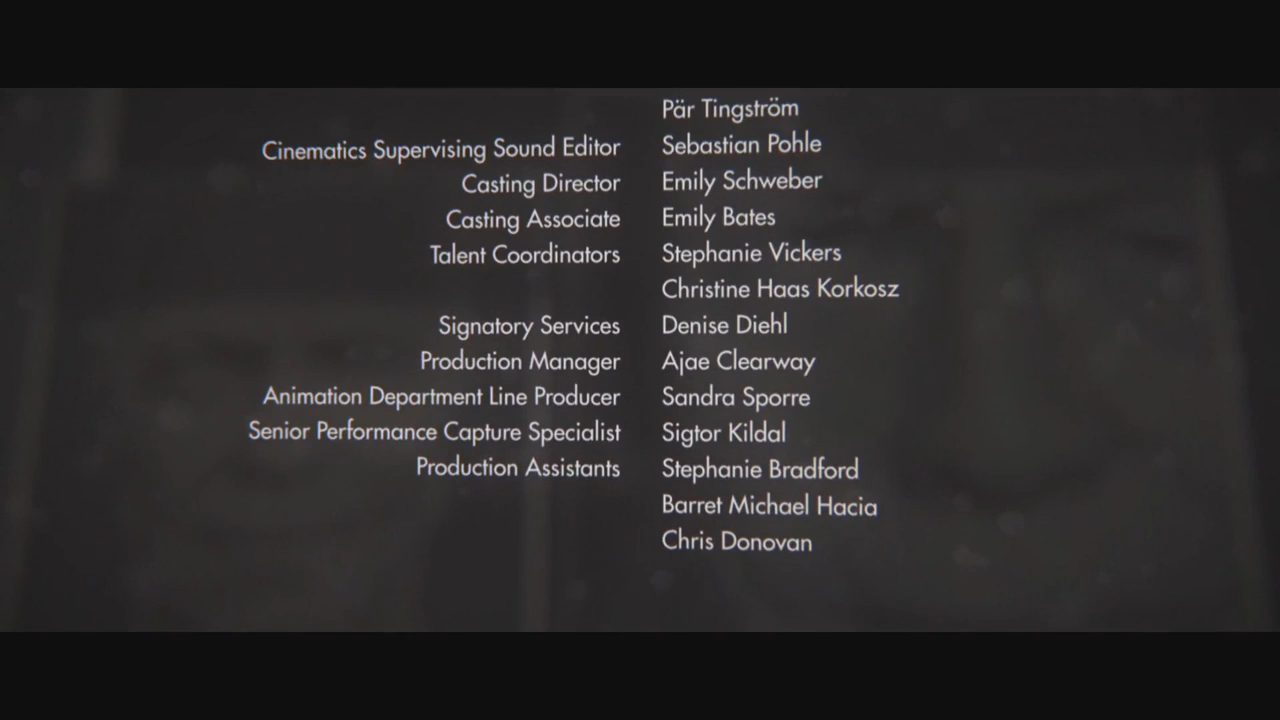 Pär Tingström
Cinematics Supervising Sound Editor Sebastian Pohle
Casting Director Emily Schweber
Casting Associate Emily Bates
Talent Coordinators Stephanie Vickers
Christine Haas Korkosz
Signatory Services Denise Diehl
Production Manager Ajae Clearway
Animation Department Line Producer Sandra Sporre
Senior Performance Capture Specialist Sigtor Kildal
Production Assistants Stephanie Bradford
Barret Michael Hacia
Chris Donovan